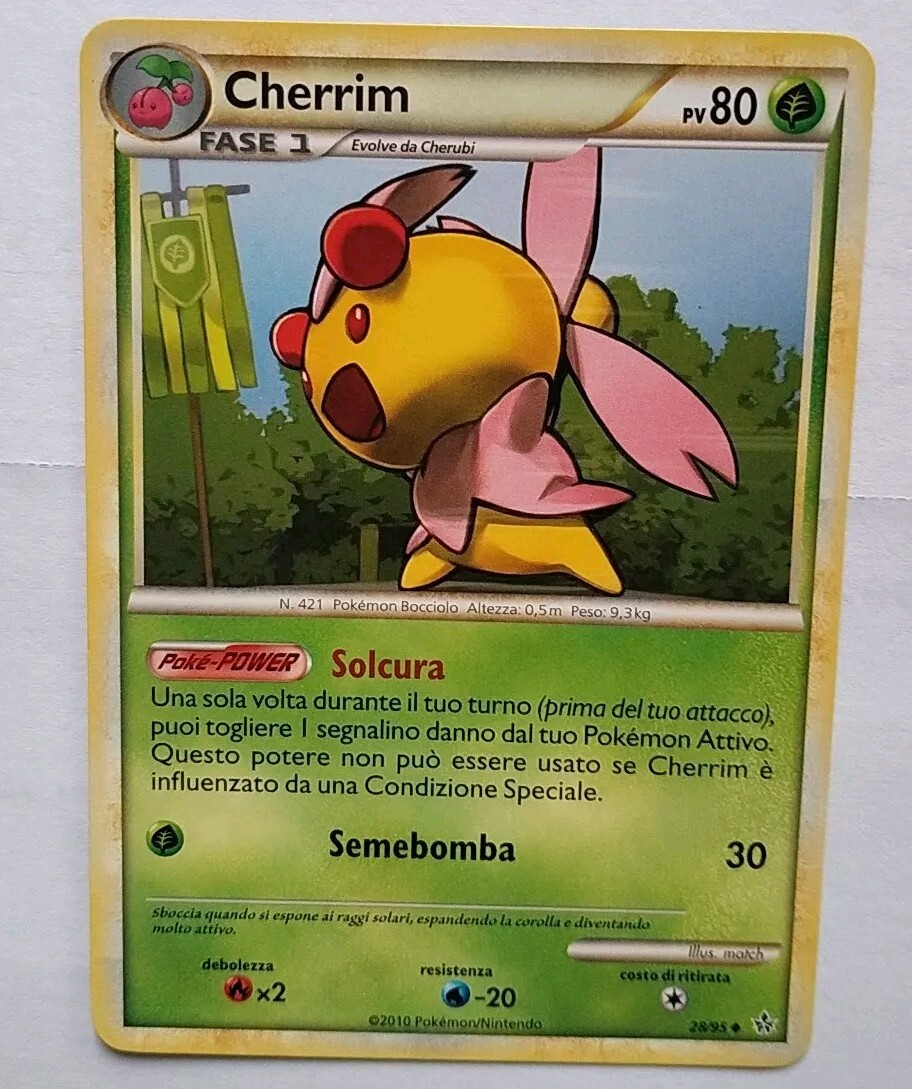 Cherrim
PV 80
FASE 1
Evolve da Cherubi
N. 421 Pokémon Bocciolo Altezza: 0,5m Peso: 9,3kg
Poké-POWER Solcura
Una sola volta durante il tuo turno (prima del tuo attacco),
puoi togliere 1 segnalino danno dal tuo Pokémon Attivo.
Questo potere non può essere usato se Cherrim è
influenzato da una Condizione Speciale.
Semebomba 30
Sboccia quando si espone ai raggi solari, espandendo la corolla e diventando
molto attivo.
Illus. match
debolezza resistenza costo di ritirata
x2 -20
©2010 Pokémon/Nintendo
28/95